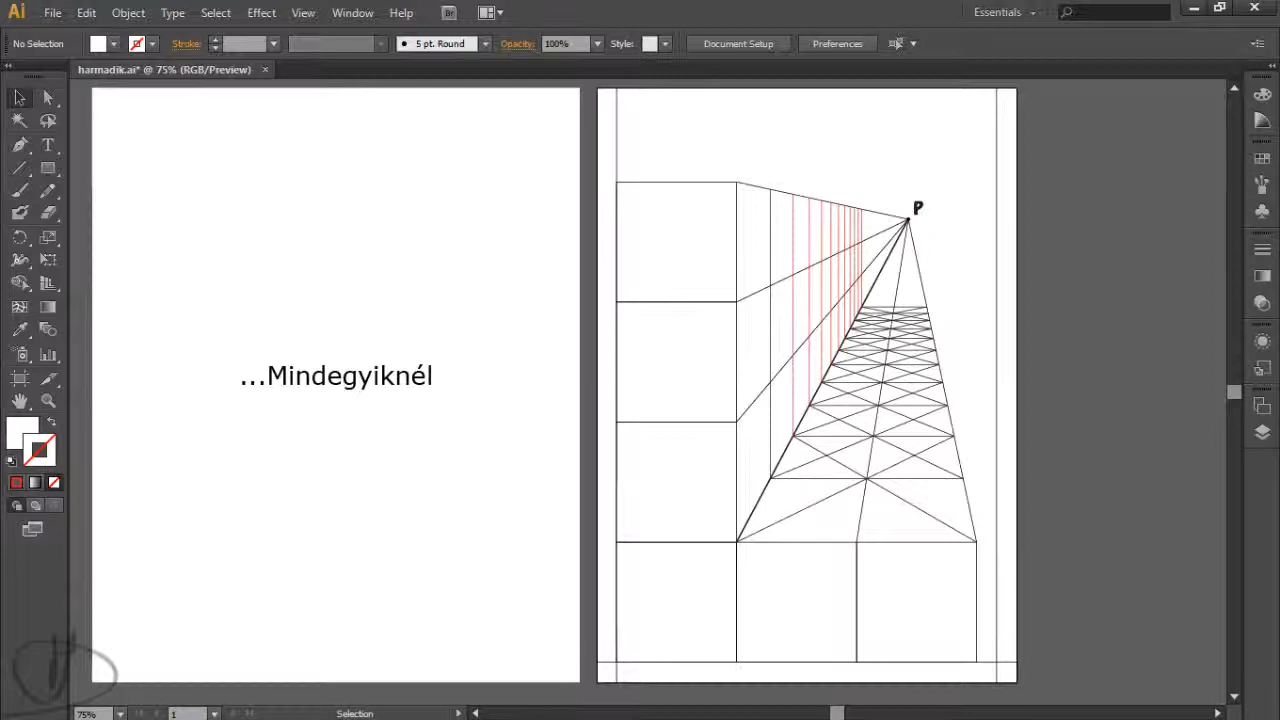 Ai File Edit Object Type Select Effect View Window Help Br Essentials
No Selection Stroke: 5 pt. Round Opacity: 100% Style: Document Setup Preferences
harmadik.ai* @ 75% (RGB/Preview) ×
P
...Mindegyiknél
75% 1 Selection